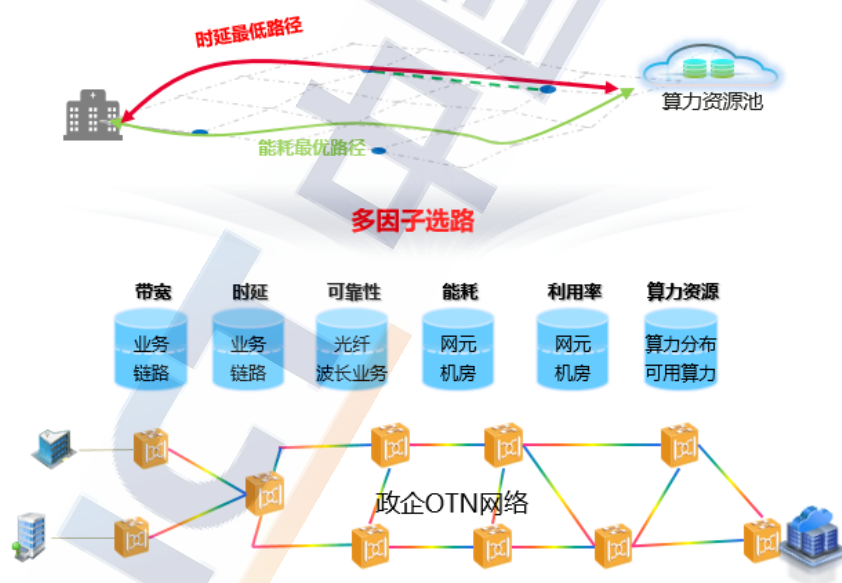 时延最低路径
算力资源池
能耗最优路径
多因子选路
带宽 时延 可靠性 能耗 利用率 算力资源
业务 业务 光纤 网元 网元 算力分布
链路 链路 波长业务 机房 机房 可用算力
政企OTN网络